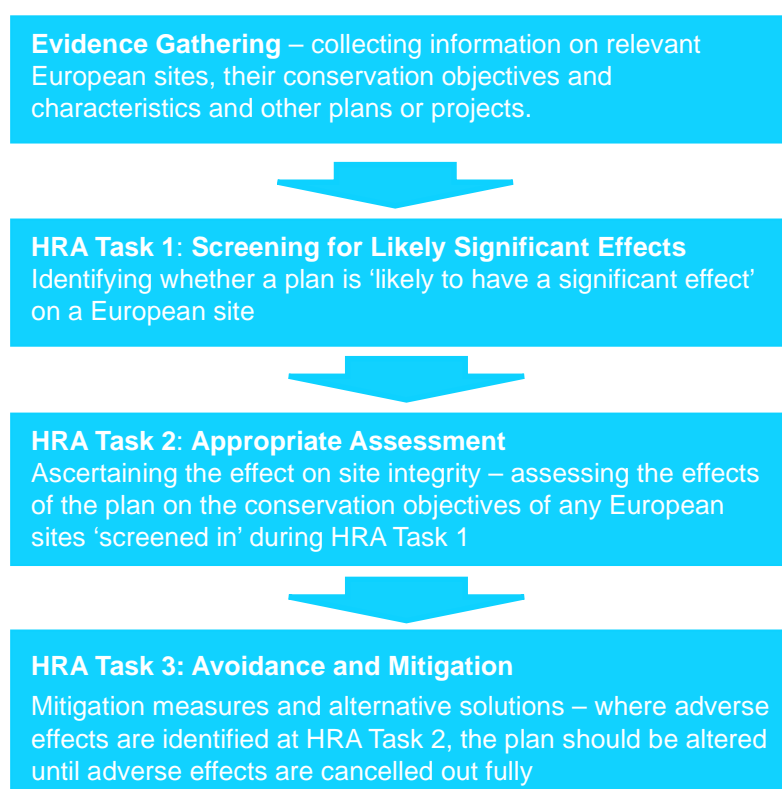 Evidence Gathering – collecting information on relevant
European sites, their conservation objectives and
characteristics and other plans or projects.
HRA Task 1: Screening for Likely Significant Effects
Identifying whether a plan is ‘likely to have a significant effect’
on a European site
HRA Task 2: Appropriate Assessment
Ascertaining the effect on site integrity – assessing the effects
of the plan on the conservation objectives of any European
sites ‘screened in’ during HRA Task 1
HRA Task 3: Avoidance and Mitigation
Mitigation measures and alternative solutions – where adverse
effects are identified at HRA Task 2, the plan should be altered
until adverse effects are cancelled out fully